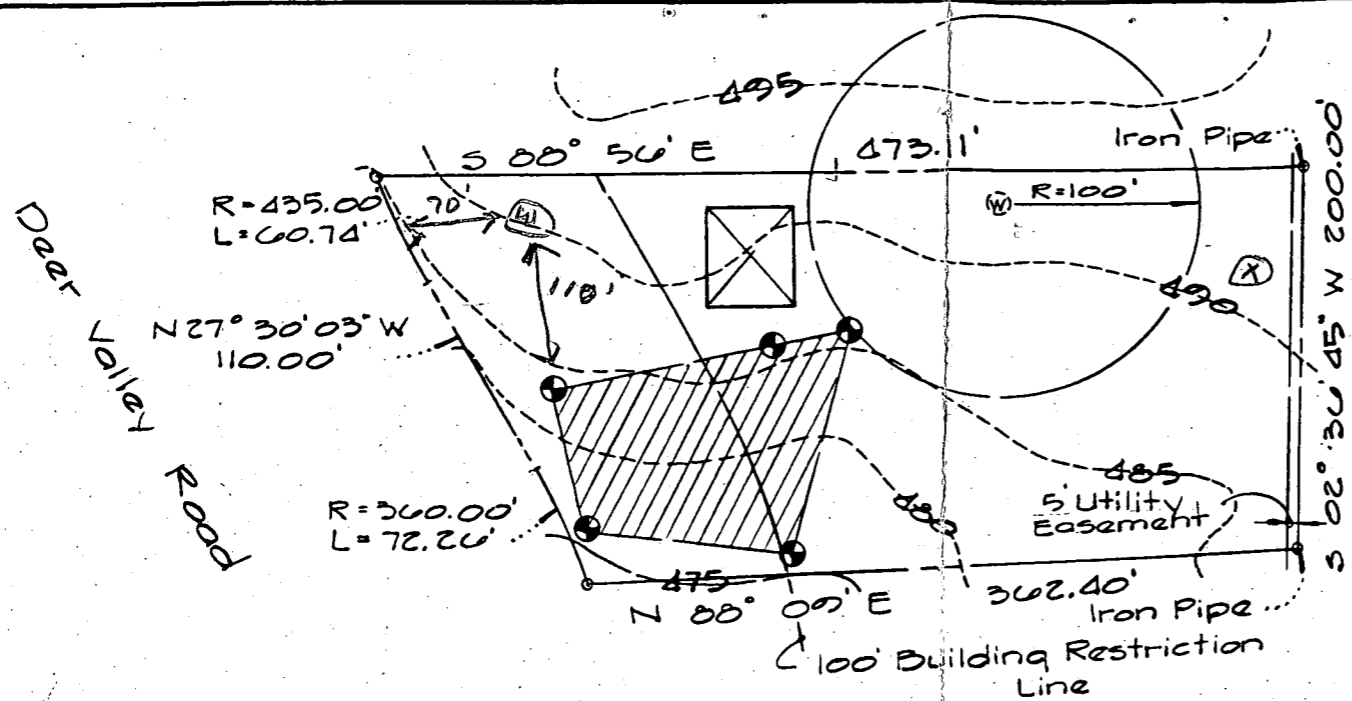 495
S 88° 56' E
473.11'
Iron Pipe
R=435.00'
L=60.74'
70'
W
R=100'
X
490
118'
N 27° 30' 03" W
110.00'
Deer Valley Road
S 02° 36' 45" W 200.00'
485
5' Utility
Easement
480
R=360.00'
L=72.26'
475
362.40'
N 88° 09' E
Iron Pipe
100' Building Restriction
Line